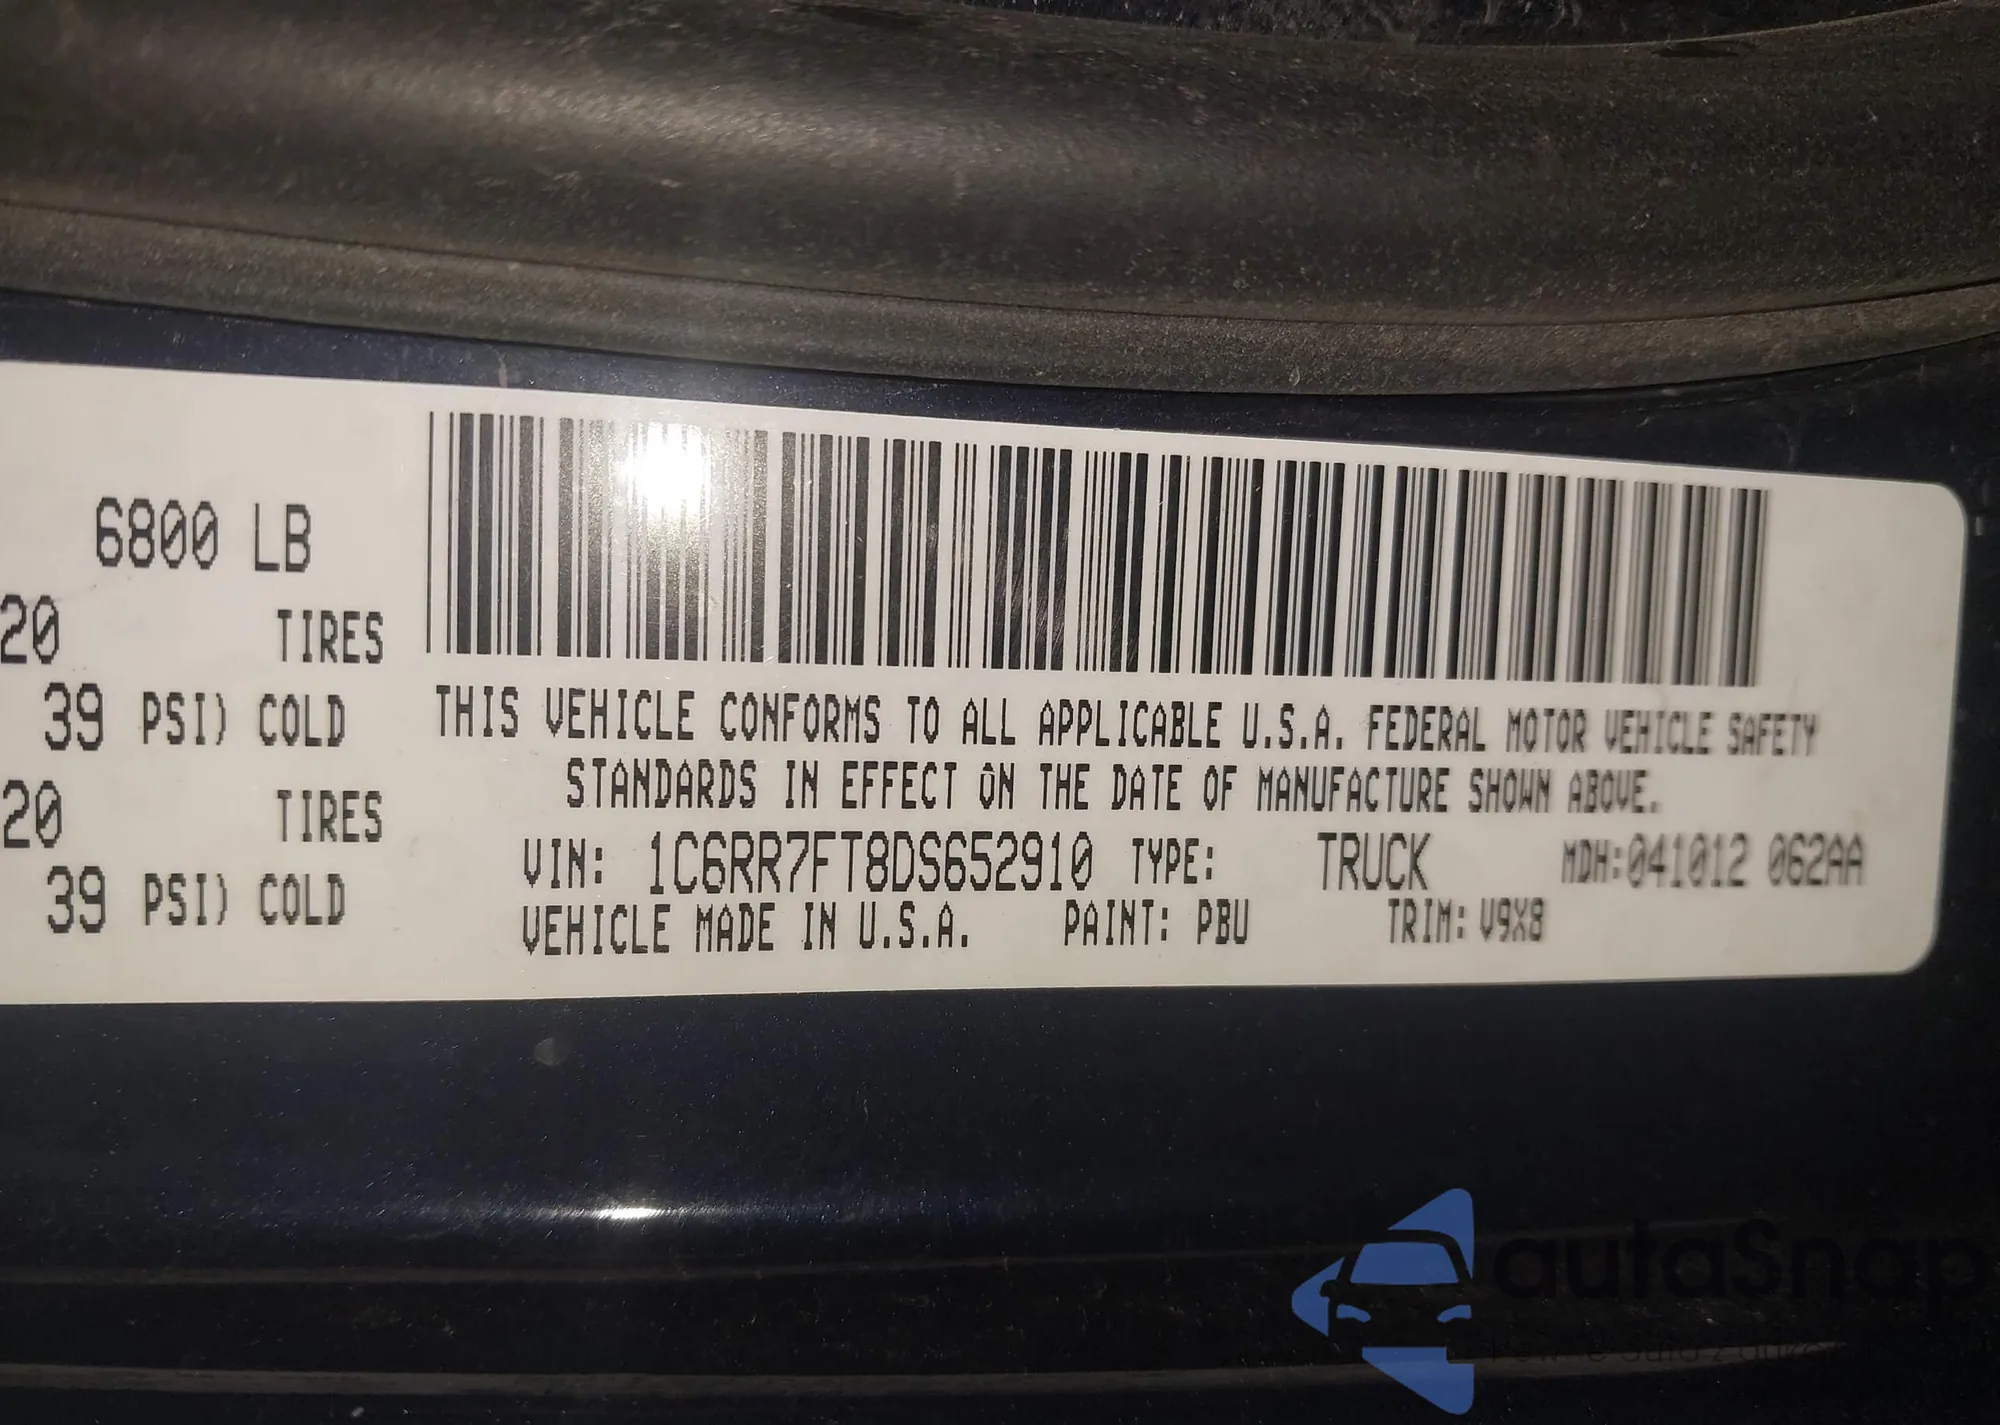 6800 LB
20 TIRES
39 PSI) COLD
20 TIRES
39 PSI) COLD
THIS VEHICLE CONFORMS TO ALL APPLICABLE U.S.A. FEDERAL MOTOR VEHICLE SAFETY
STANDARDS IN EFFECT ON THE DATE OF MANUFACTURE SHOWN ABOVE.
VIN: 1C6RR7FT8DS652910 TYPE: TRUCK MDH:041012 062AA
VEHICLE MADE IN U.S.A. PAINT: PBU TRIM: V9X8
autaSnap